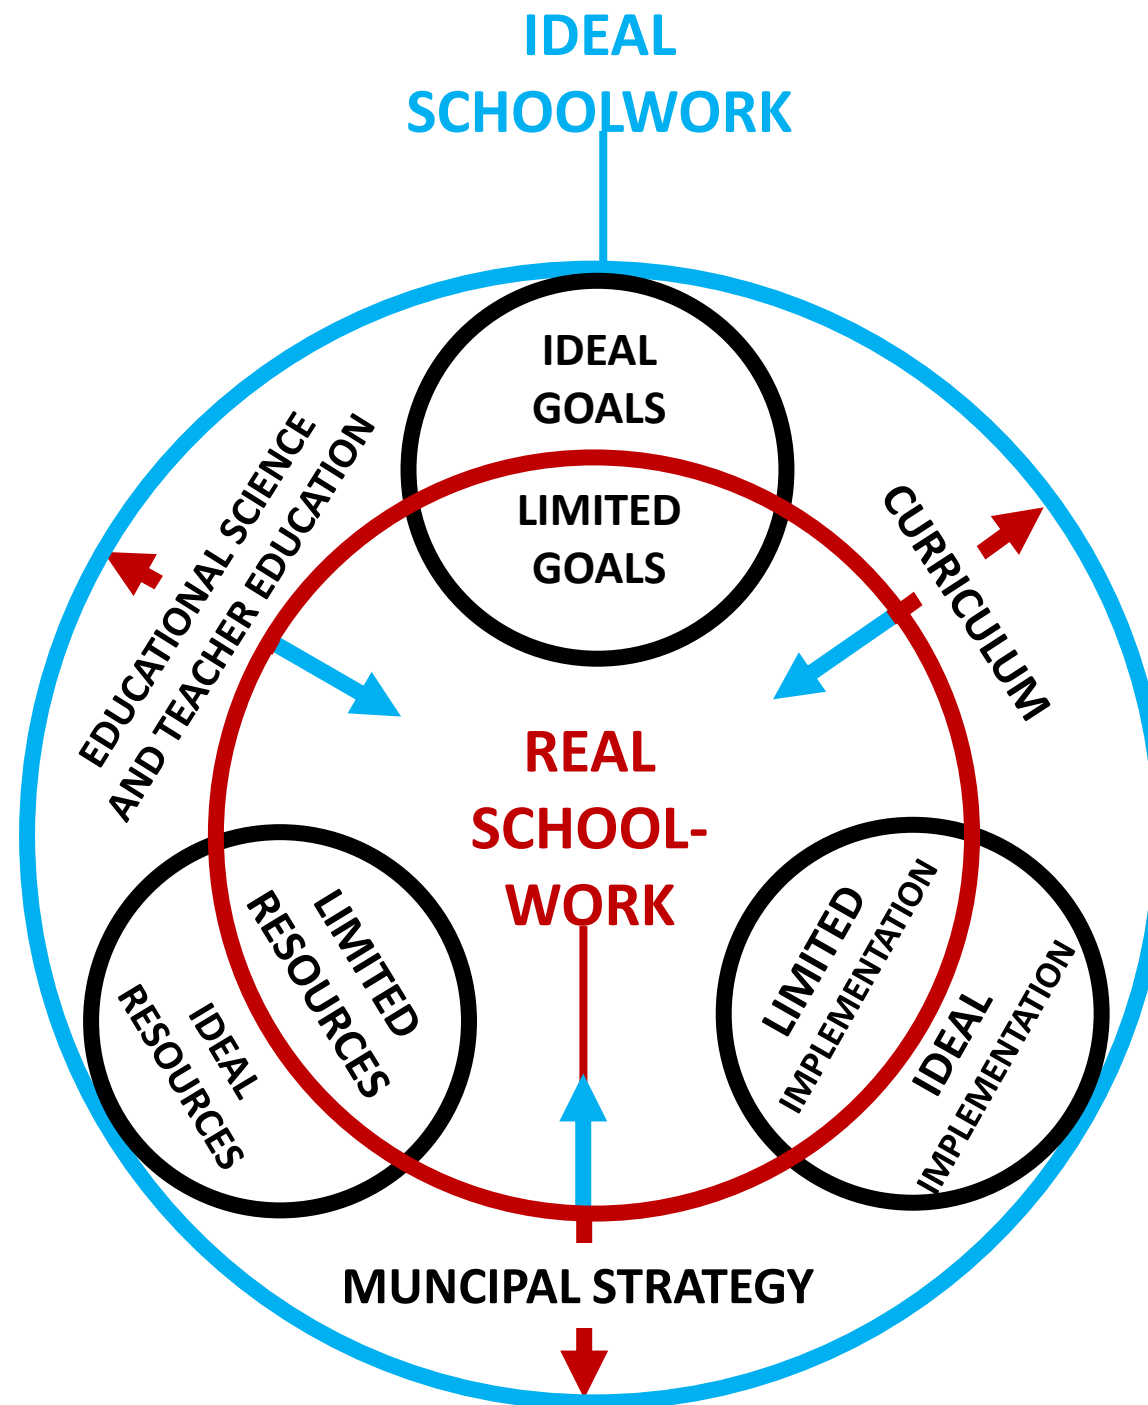 IDEAL
SCHOOLWORK
IDEAL
GOALS
LIMITED
GOALS
EDUCATIONAL SCIENCE
AND TEACHER EDUCATION
CURRICULUM
REAL
SCHOOL-
WORK
LIMITED
RESOURCES
IDEAL
RESOURCES
LIMITED
IMPLEMENTATION
IDEAL
IMPLEMENTATION
MUNCIPAL STRATEGY